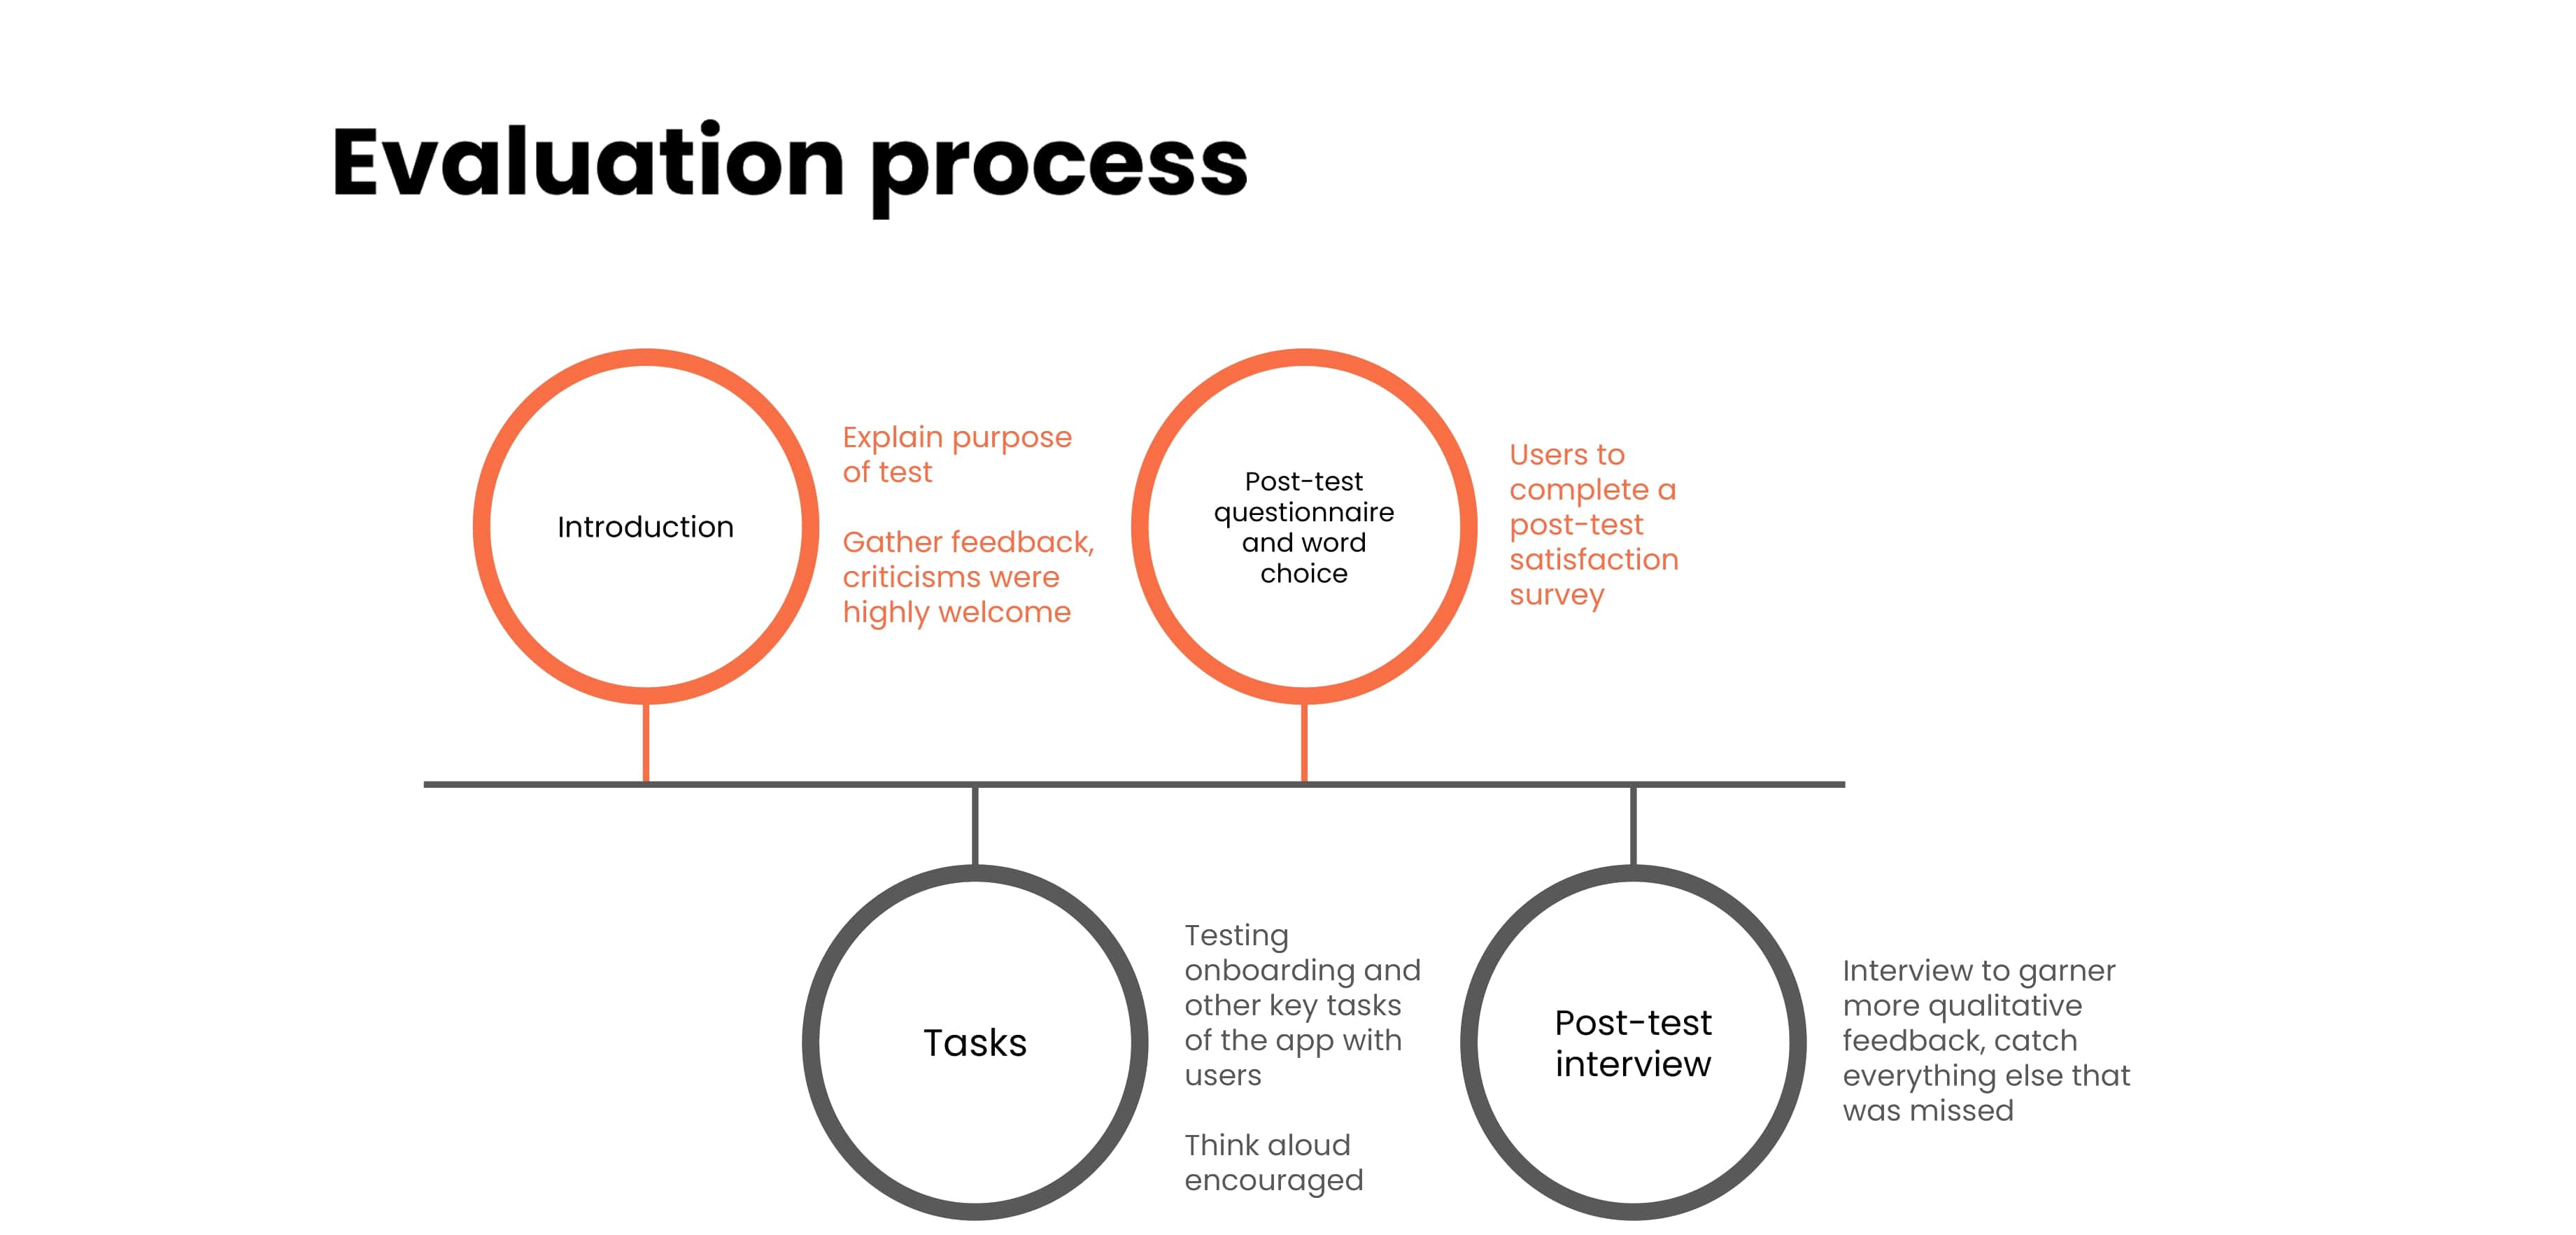 Evaluation process
Introduction
Explain purpose
of test
Gather feedback,
criticisms were
highly welcome
Post-test
questionnaire
and word
choice
Users to
complete a
post-test
satisfaction
survey
Tasks
Testing
onboarding and
other key tasks
of the app with
users
Think aloud
encouraged
Post-test
interview
Interview to garner
more qualitative
feedback, catch
everything else that
was missed